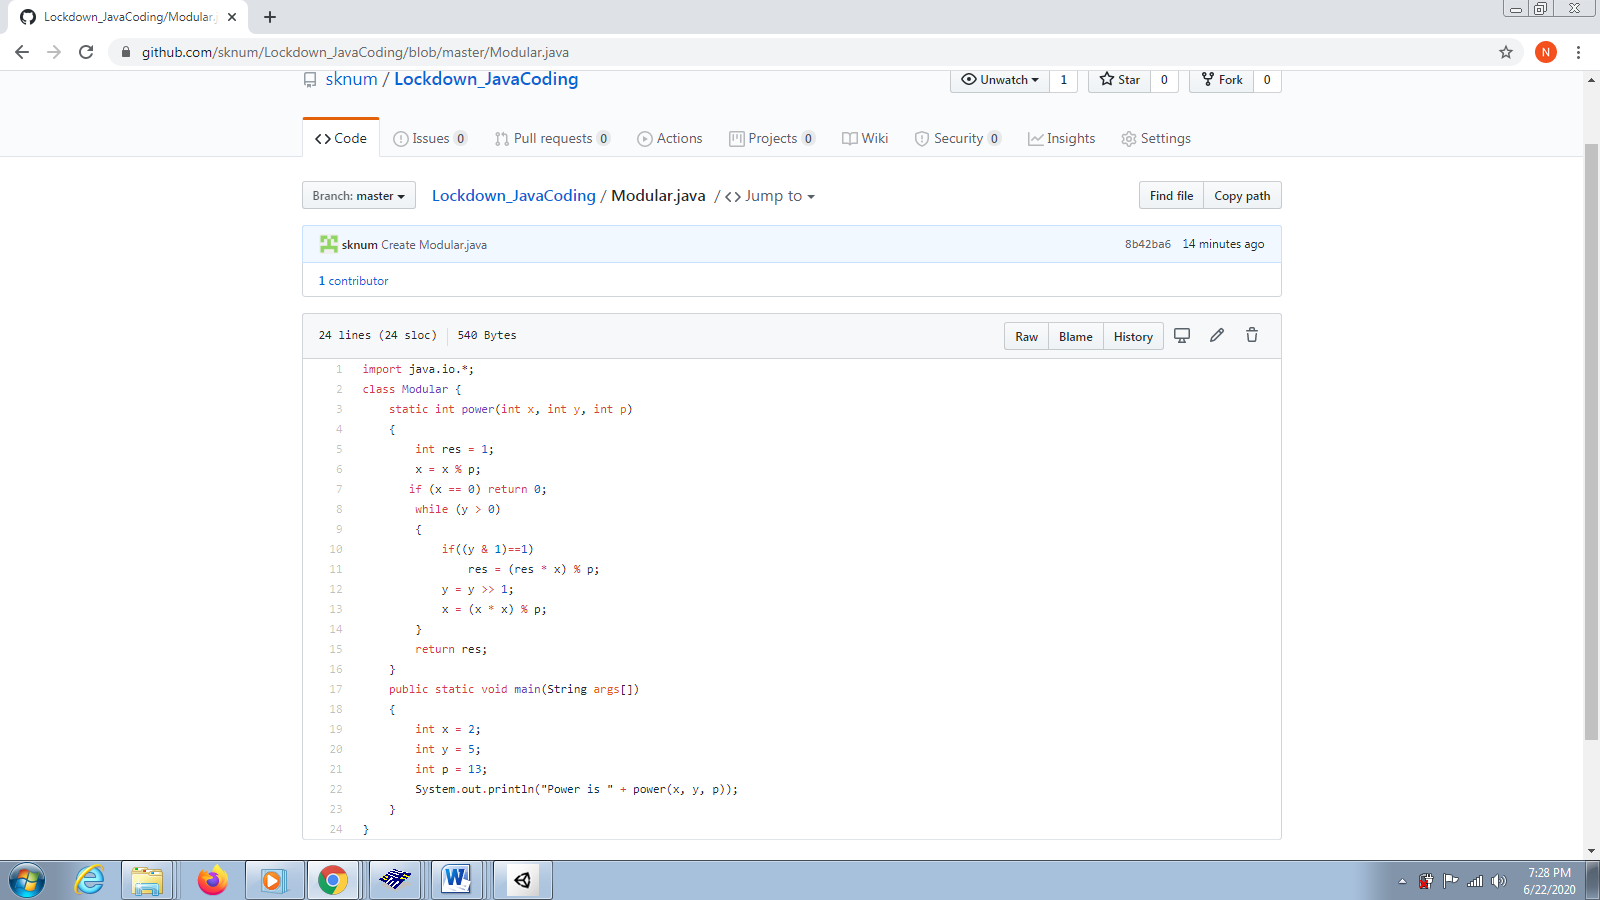 Lockdown_JavaCoding/Modular.j
github.com/sknum/Lockdown_JavaCoding/blob/master/Modular.java
N
sknum / Lockdown_JavaCoding
Unwatch 1 Star 0 Fork 0
Code Issues 0 Pull requests 0 Actions Projects 0 Wiki Security 0 Insights Settings
Branch: master Lockdown_JavaCoding / Modular.java / <> Jump to Find file Copy path
sknum Create Modular.java 8b42ba6 14 minutes ago
1 contributor
24 lines (24 sloc) 540 Bytes Raw Blame History
1 import java.io.*;
2 class Modular {
3 static int power(int x, int y, int p)
4 {
5 int res = 1;
6 x = x % p;
7 if (x == 0) return 0;
8 while (y > 0)
9 {
10 if((y & 1)==1)
11 res = (res * x) % p;
12 y = y >> 1;
13 x = (x * x) % p;
14 }
15 return res;
16 }
17 public static void main(String args[])
18 {
19 int x = 2;
20 int y = 5;
21 int p = 13;
22 System.out.println("Power is " + power(x, y, p));
23 }
24 }
7:28 PM
6/22/2020